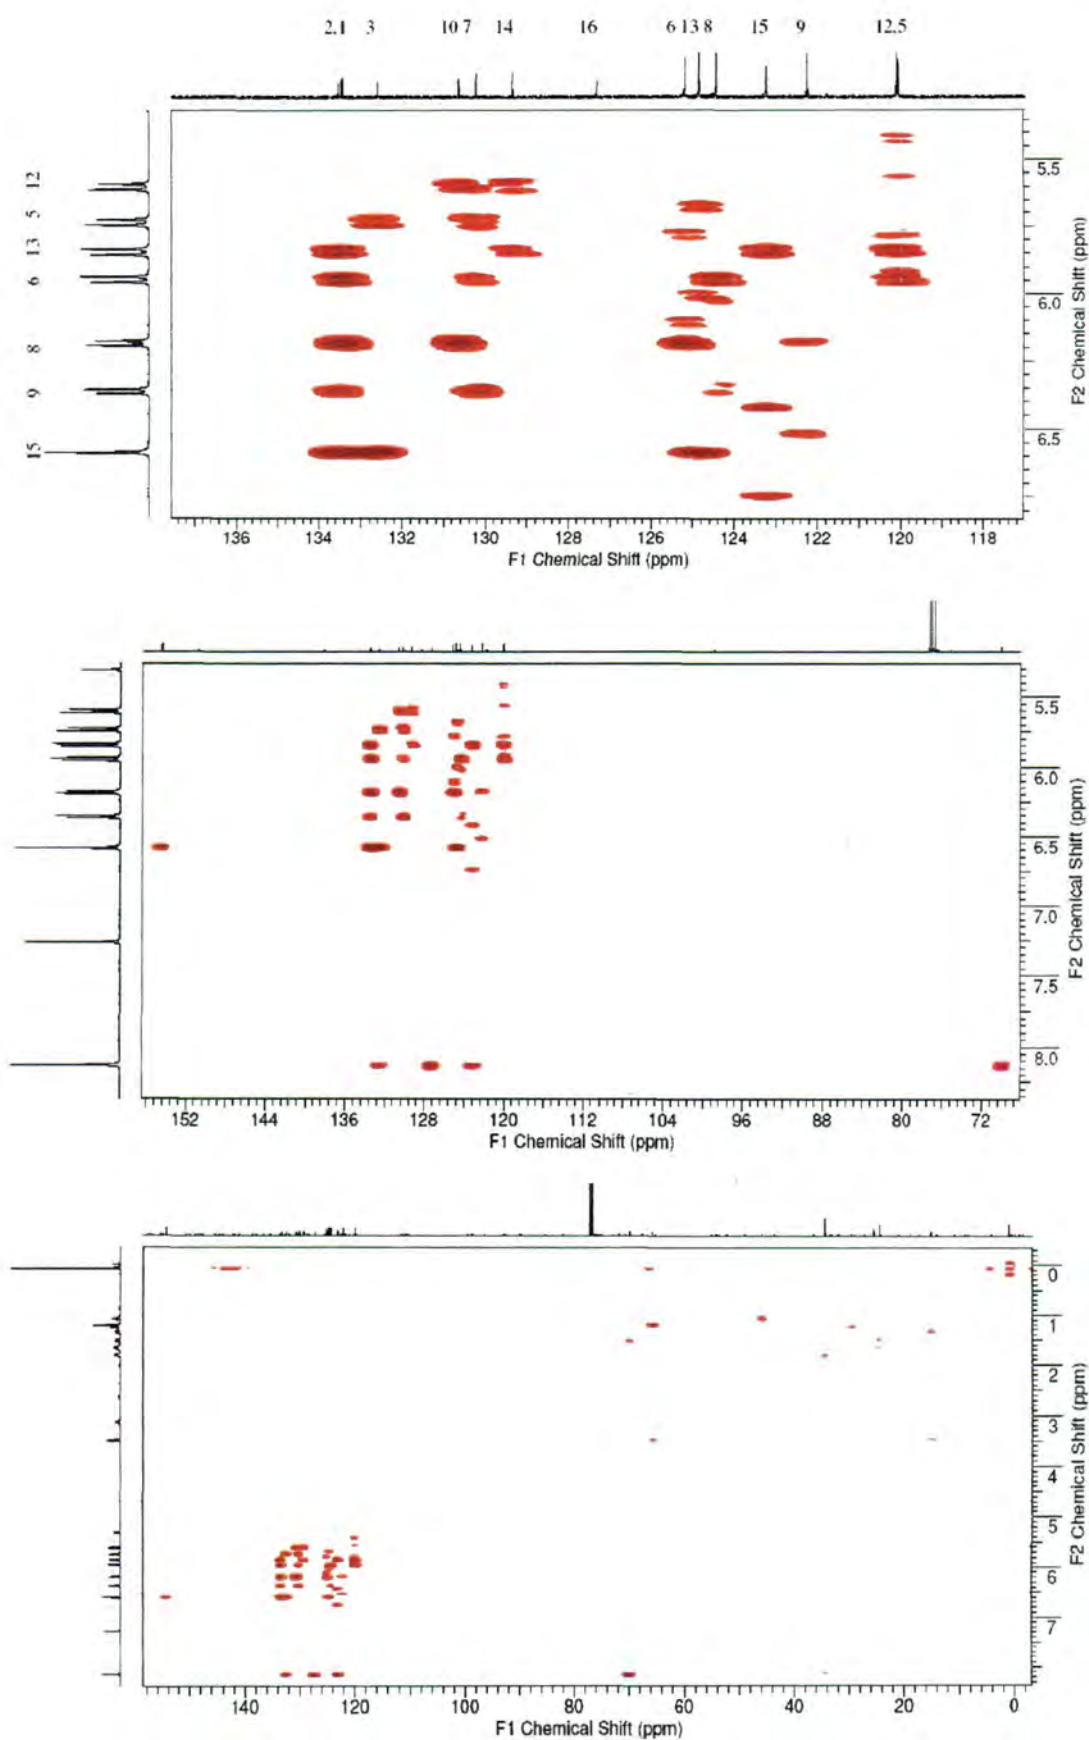 2.1 3 10 7 14 16 6 13 8 15 9 12.5
12
5
13
6
8
9
15
5.5
6.0
6.5
F2 Chemical Shift (ppm)
136 134 132 130 128 126 124 122 120 118
F1 Chemical Shift (ppm)
5.5
6.0
6.5
7.0
7.5
8.0
F2 Chemical Shift (ppm)
152 144 136 128 120 112 104 96 88 80 72
F1 Chemical Shift (ppm)
0
1
2
3
4
5
6
7
F2 Chemical Shift (ppm)
140 120 100 80 60 40 20 0
F1 Chemical Shift (ppm)